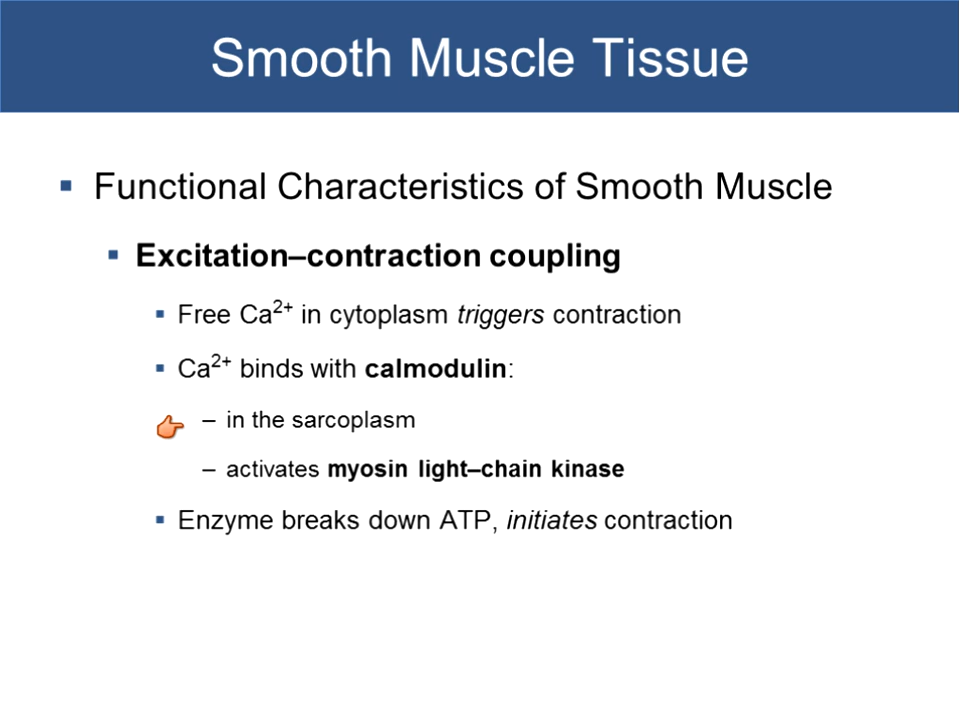 Smooth Muscle Tissue
▪ Functional Characteristics of Smooth Muscle
▪ Excitation–contraction coupling
▪ Free Ca²⁺ in cytoplasm triggers contraction
▪ Ca²⁺ binds with calmodulin:
– in the sarcoplasm
– activates myosin light–chain kinase
▪ Enzyme breaks down ATP, initiates contraction